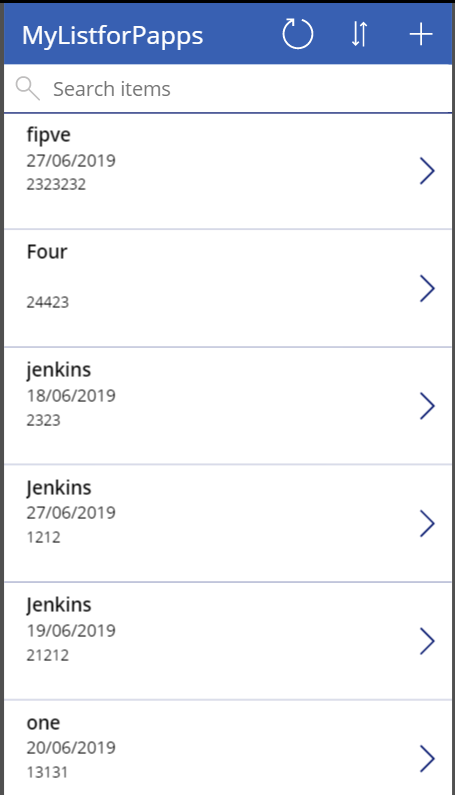 MyListforPapps
Search items
fipve
27/06/2019
2323232
Four
24423
jenkins
18/06/2019
2323
Jenkins
27/06/2019
1212
Jenkins
19/06/2019
21212
one
20/06/2019
13131